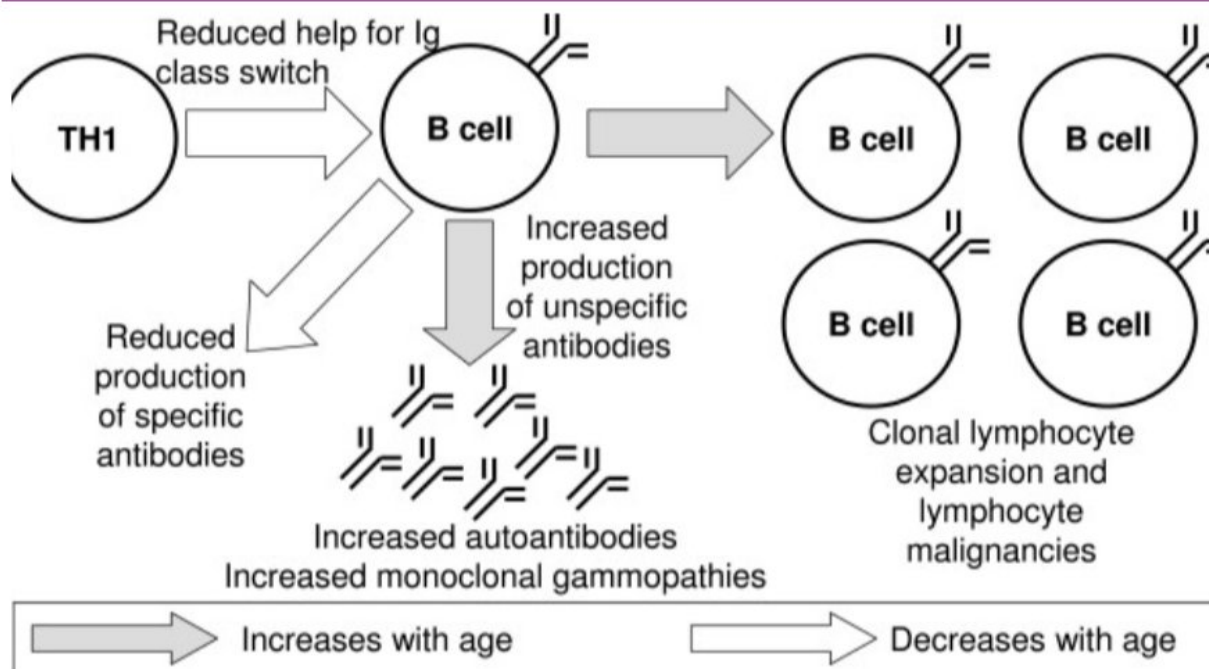 Reduced help for Ig
class switch
TH1
B cell
B cell
B cell
B cell
B cell
Increased
production
of unspecific
antibodies
Reduced
production
of specific
antibodies
Clonal lymphocyte
expansion and
lymphocyte
malignancies
Increased autoantibodies
Increased monoclonal gammopathies
Increases with age
Decreases with age